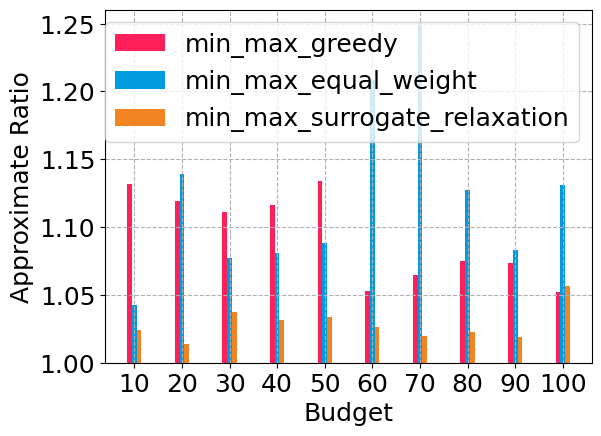 Approximate Ratio
1.25
1.20
1.15
1.10
1.05
1.00
min_max_greedy
min_max_equal_weight
min_max_surrogate_relaxation
10 20 30 40 50 60 70 80 90 100
Budget